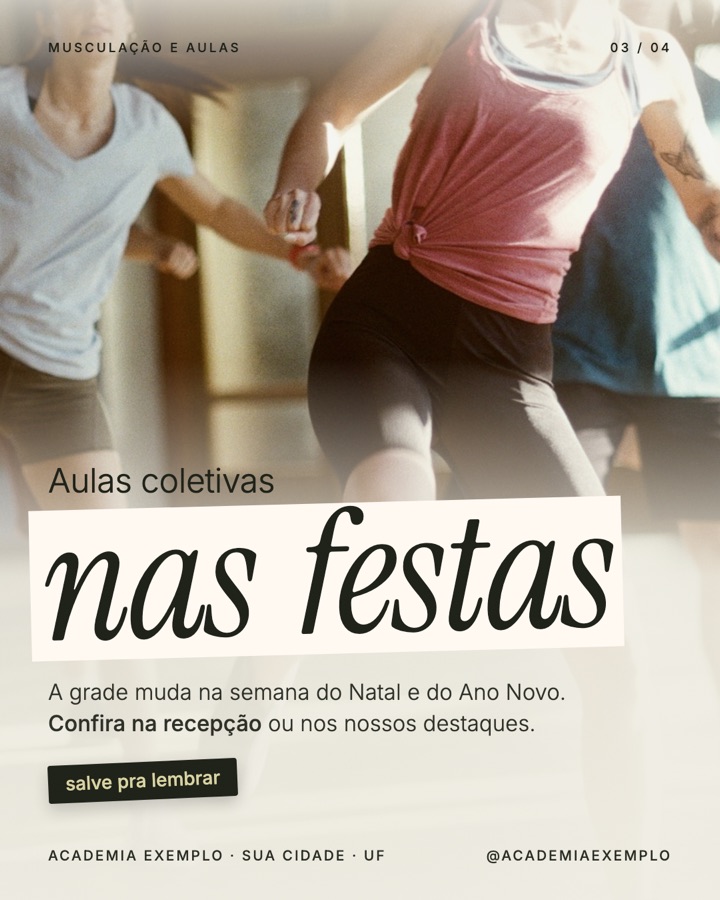 MUSCULAÇÃO E AULAS
03 / 04
Aulas coletivas
nas festas
A grade muda na semana do Natal e do Ano Novo.
Confira na recepção ou nos nossos destaques.
salve pra lembrar
ACADEMIA EXEMPLO · SUA CIDADE · UF
@ACADEMIAEXEMPLO